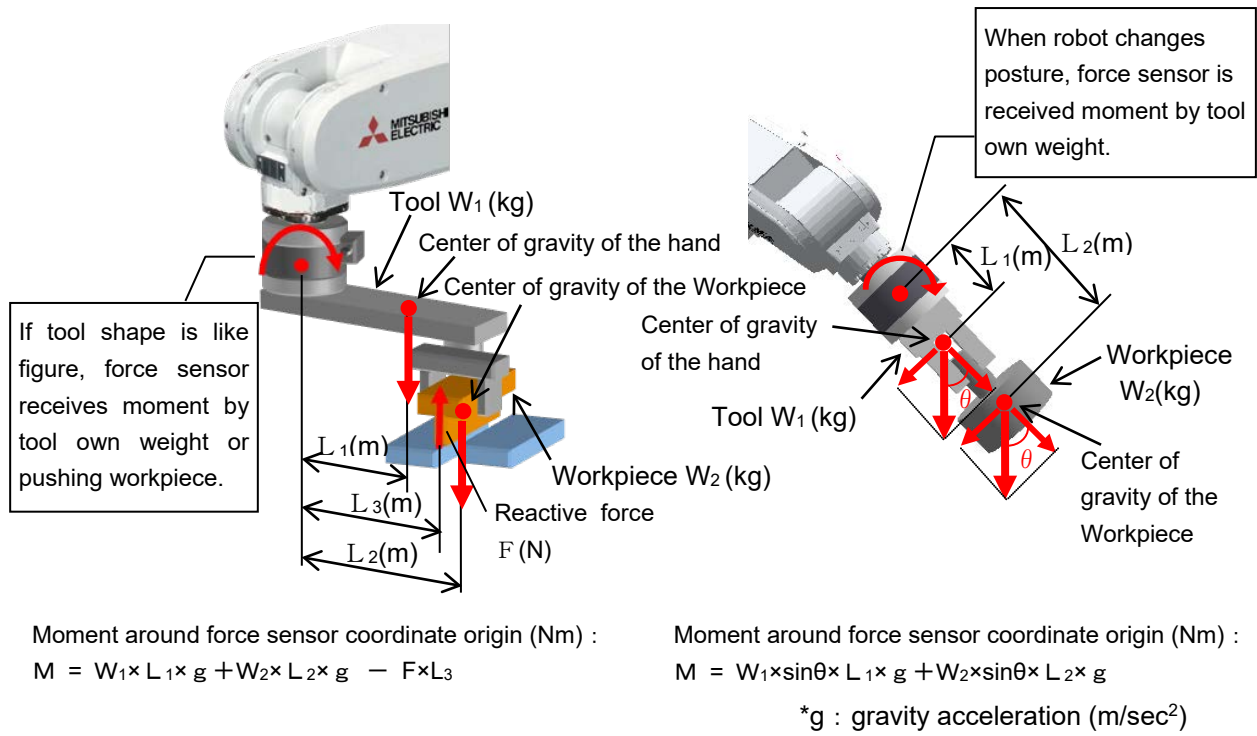 When robot changes
posture, force sensor is
received moment by tool
own weight.
MITSUBISHI
ELECTRIC
Tool W₁ (kg)
Center of gravity of the hand
Center of gravity of the Workpiece
If tool shape is like
figure, force sensor
receives moment by
tool own weight or
pushing workpiece.
L₁(m)
L₃(m)
L₂(m)
Workpiece W₂ (kg)
Reactive force
F (N)
L₁(m)
L₂(m)
Center of gravity
of the hand
Tool W₁ (kg)
Workpiece
W₂(kg)
θ
θ
Center of
gravity of the
Workpiece
Moment around force sensor coordinate origin (Nm) :
M = W₁× L₁× g +W₂× L₂× g − F×L₃
Moment around force sensor coordinate origin (Nm) :
M = W₁×sinθ× L₁× g +W₂×sinθ× L₂× g
*g : gravity acceleration (m/sec²)